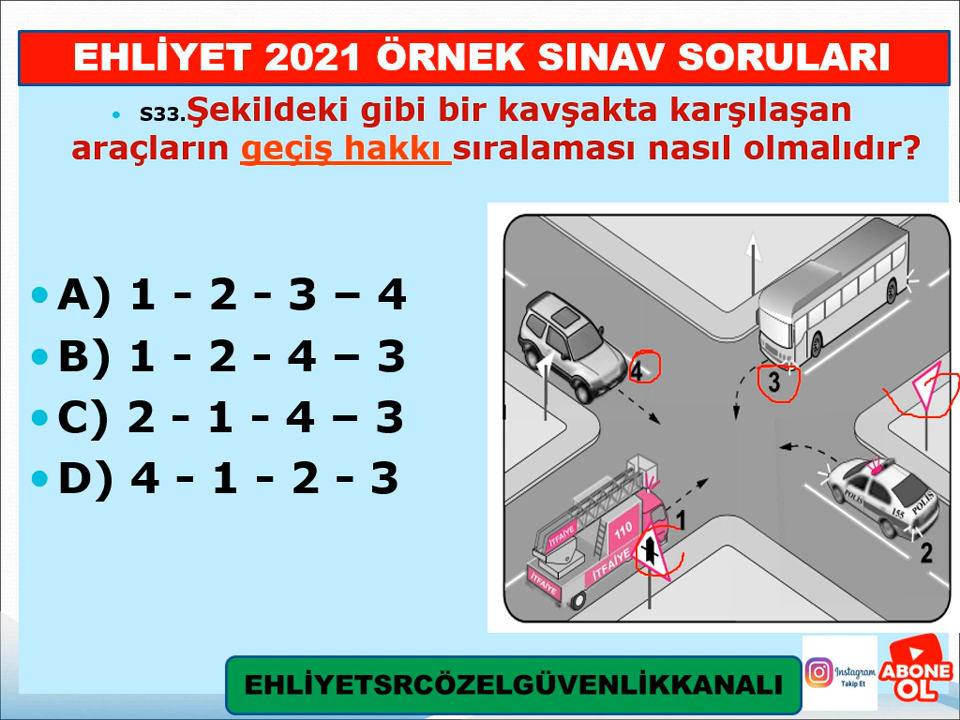 EHLİYET 2021 ÖRNEK SINAV SORULARI
• S33.Şekildeki gibi bir kavşakta karşılaşan
araçların geçiş hakkı sıralaması nasıl olmalıdır?
• A) 1 - 2 - 3 – 4
• B) 1 - 2 - 4 – 3
• C) 2 - 1 - 4 – 3
• D) 4 - 1 - 2 - 3
4
3
POLİS
155
POLİS
2
1
İTFAİYE
110
İTFAİYE
İTFAİYE
EHLİYETSRCÖZELGÜVENLİKKANALI
Instagram
Takip Et
ABONE
OL